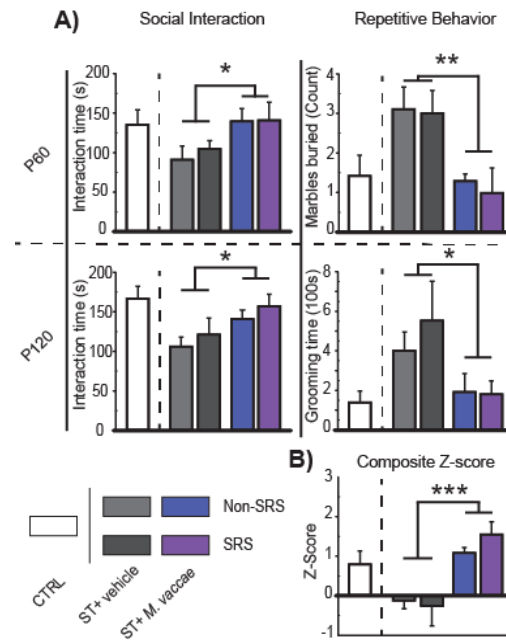 A)
Social Interaction
Repetitive Behavior
P60
Interaction time (s)
200
150
100
50
0
*
Marbles buried (Count)
4
3
2
1
0
**
P120
Interaction time (s)
200
150
100
50
0
*
Grooming time (100s)
8
6
4
2
0
*
B)
Composite Z-score
Z-Score
3
2
1
0
-1
***
Non-SRS
SRS
CTRL
ST+ vehicle
ST+ M. vaccae